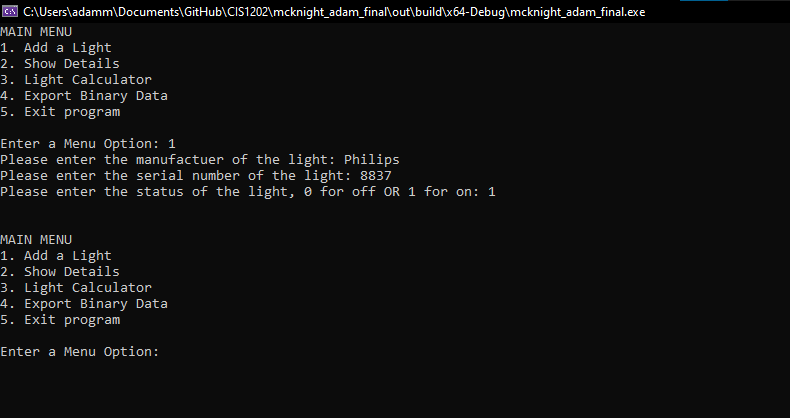 C:\Users\adamm\Documents\GitHub\CIS1202\mcknight_adam_final\out\build\x64-Debug\mcknight_adam_final.exe
MAIN MENU
1. Add a Light
2. Show Details
3. Light Calculator
4. Export Binary Data
5. Exit program
Enter a Menu Option: 1
Please enter the manufactuer of the light: Philips
Please enter the serial number of the light: 8837
Please enter the status of the light, 0 for off OR 1 for on: 1
MAIN MENU
1. Add a Light
2. Show Details
3. Light Calculator
4. Export Binary Data
5. Exit program
Enter a Menu Option: